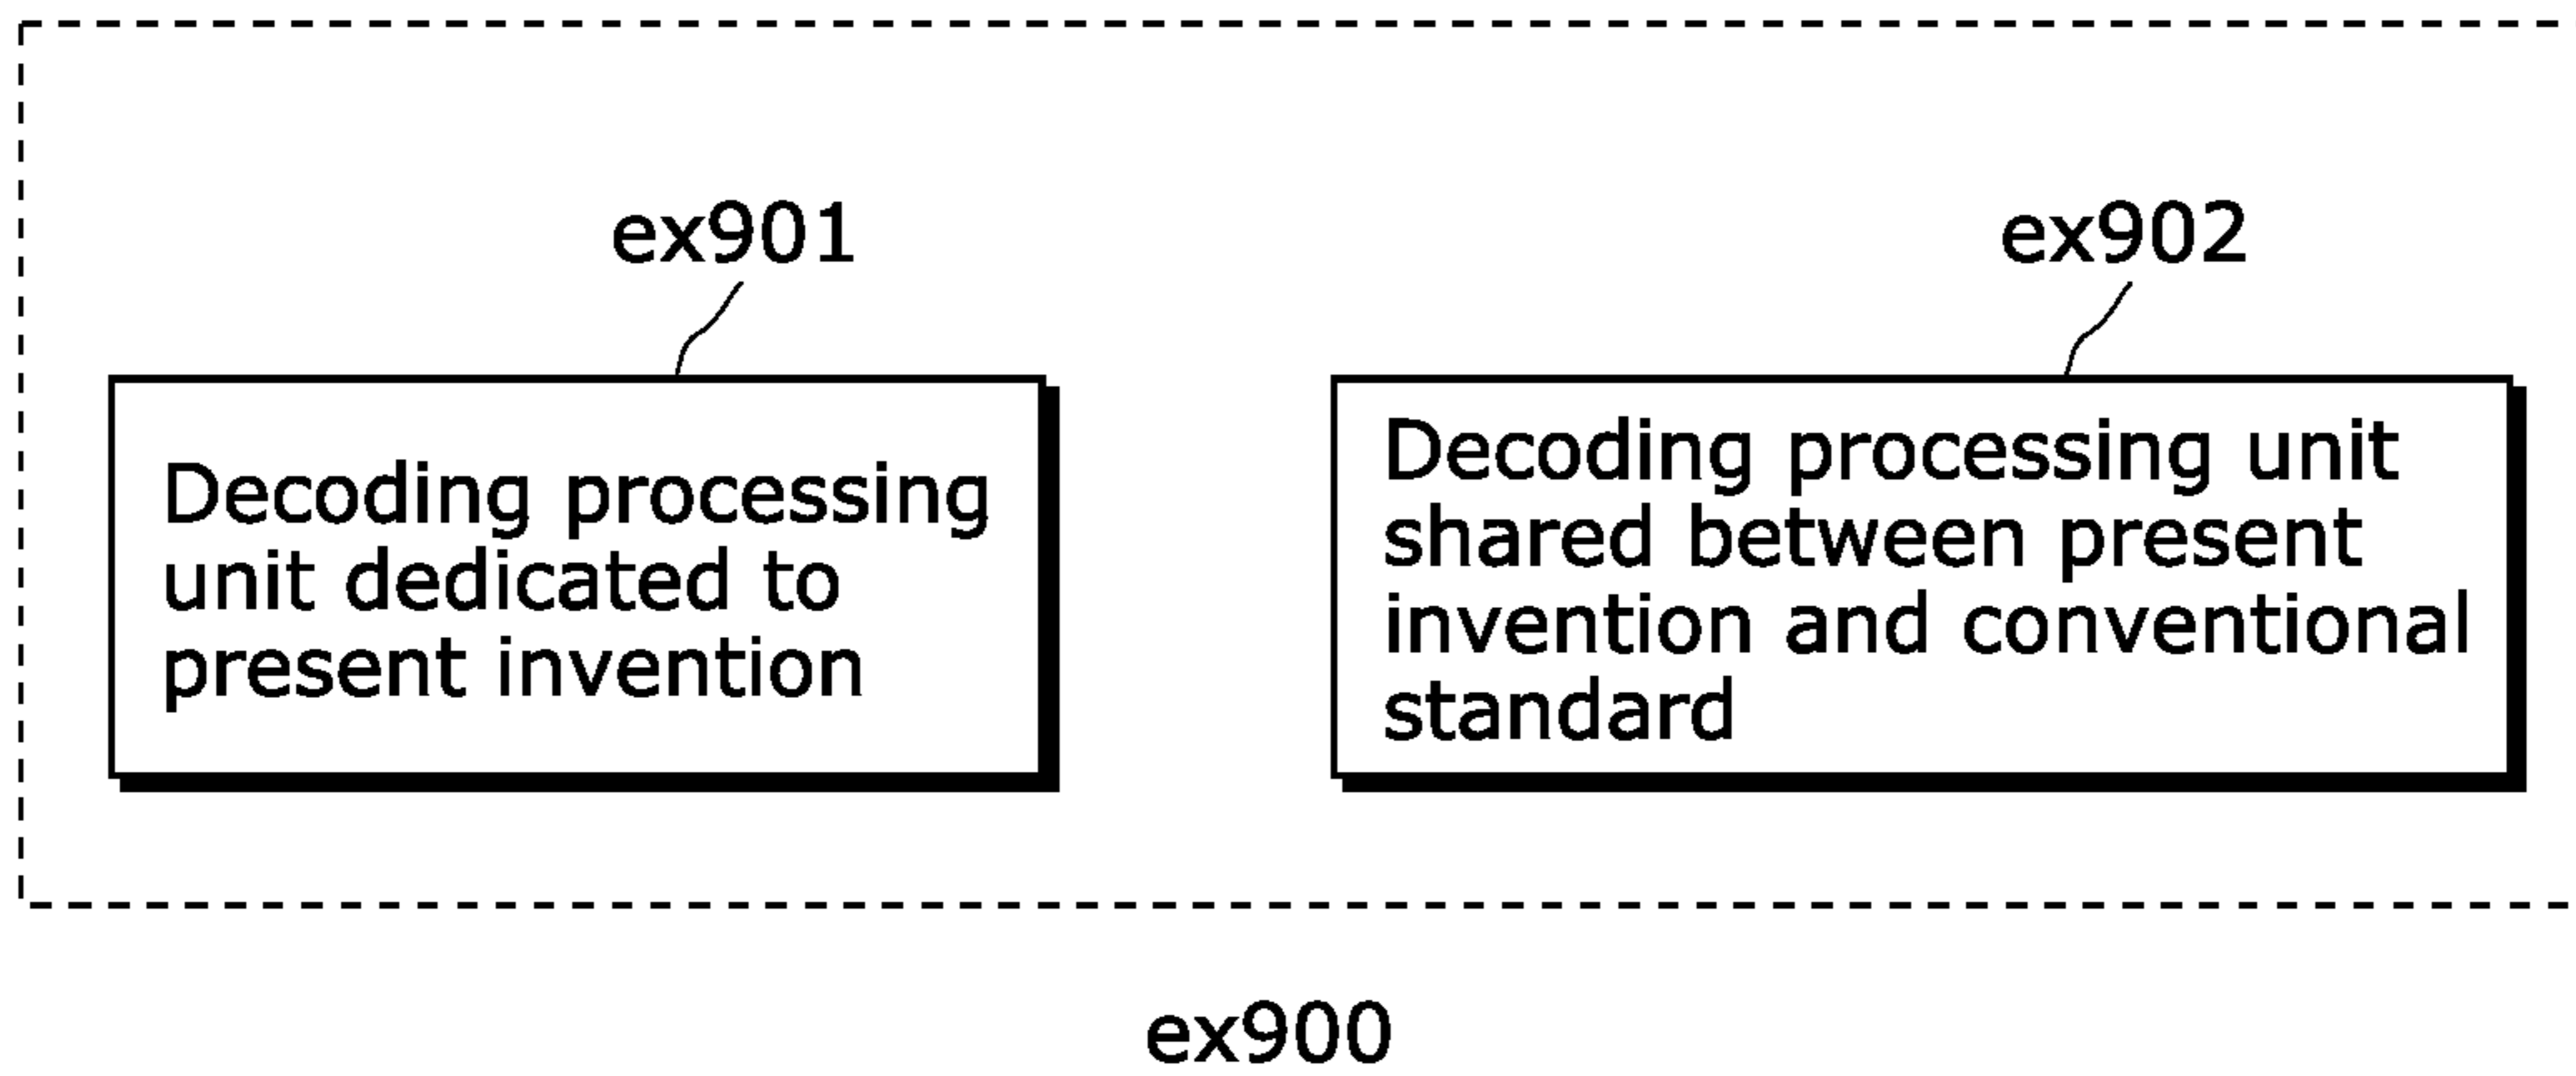 ex901
ex902
Decoding processing
unit dedicated to
present invention
Decoding processing unit
shared between present
invention and conventional
standard
ex900